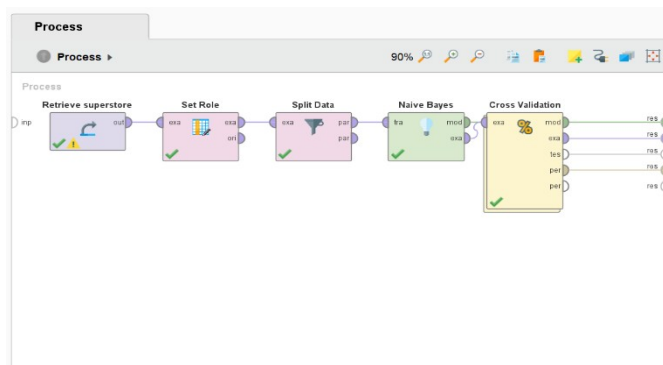 Process
Process
90%
Process
Retrieve superstore
Set Role
Split Data
Naive Bayes
Cross Validation
inp
out
exa
exa
ori
exa
par
par
tra
mod
exa
exa
mod
exa
tes
per
per
res
res
res
res
res